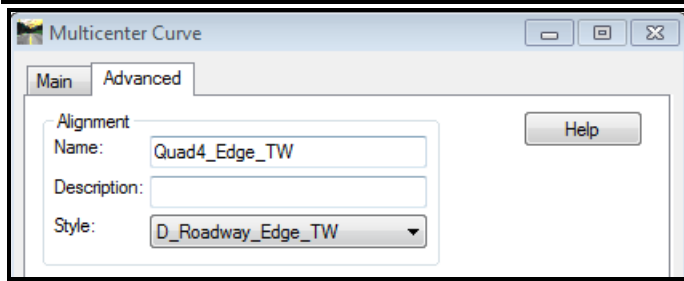 Multicenter Curve
Main Advanced
Alignment
Help
Name: Quad4_Edge_TW
Description:
Style: D_Roadway_Edge_TW